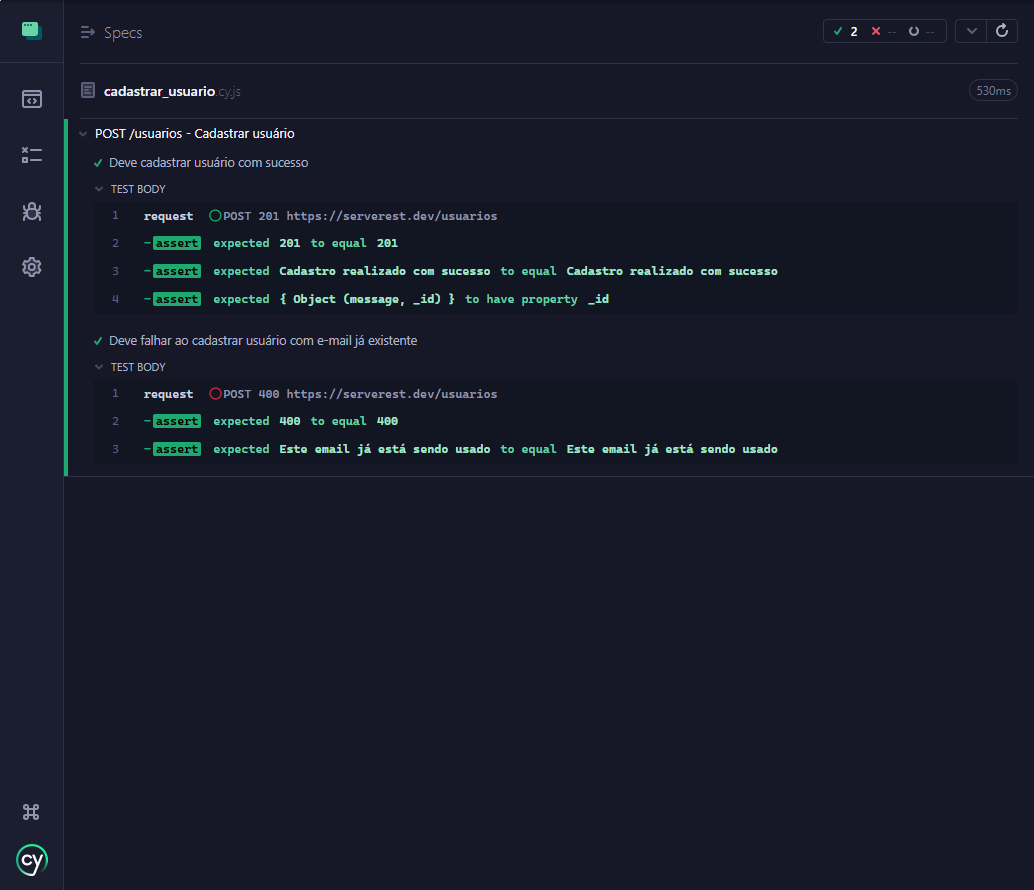 Specs
2 -- --
cadastrar_usuario.cy.js
530ms
POST /usuarios - Cadastrar usuário
Deve cadastrar usuário com sucesso
TEST BODY
1 request POST 201 https://serverest.dev/usuarios
2 -assert expected 201 to equal 201
3 -assert expected Cadastro realizado com sucesso to equal Cadastro realizado com sucesso
4 -assert expected { Object (message, _id) } to have property _id
Deve falhar ao cadastrar usuário com e-mail já existente
TEST BODY
1 request POST 400 https://serverest.dev/usuarios
2 -assert expected 400 to equal 400
3 -assert expected Este email já está sendo usado to equal Este email já está sendo usado
cy